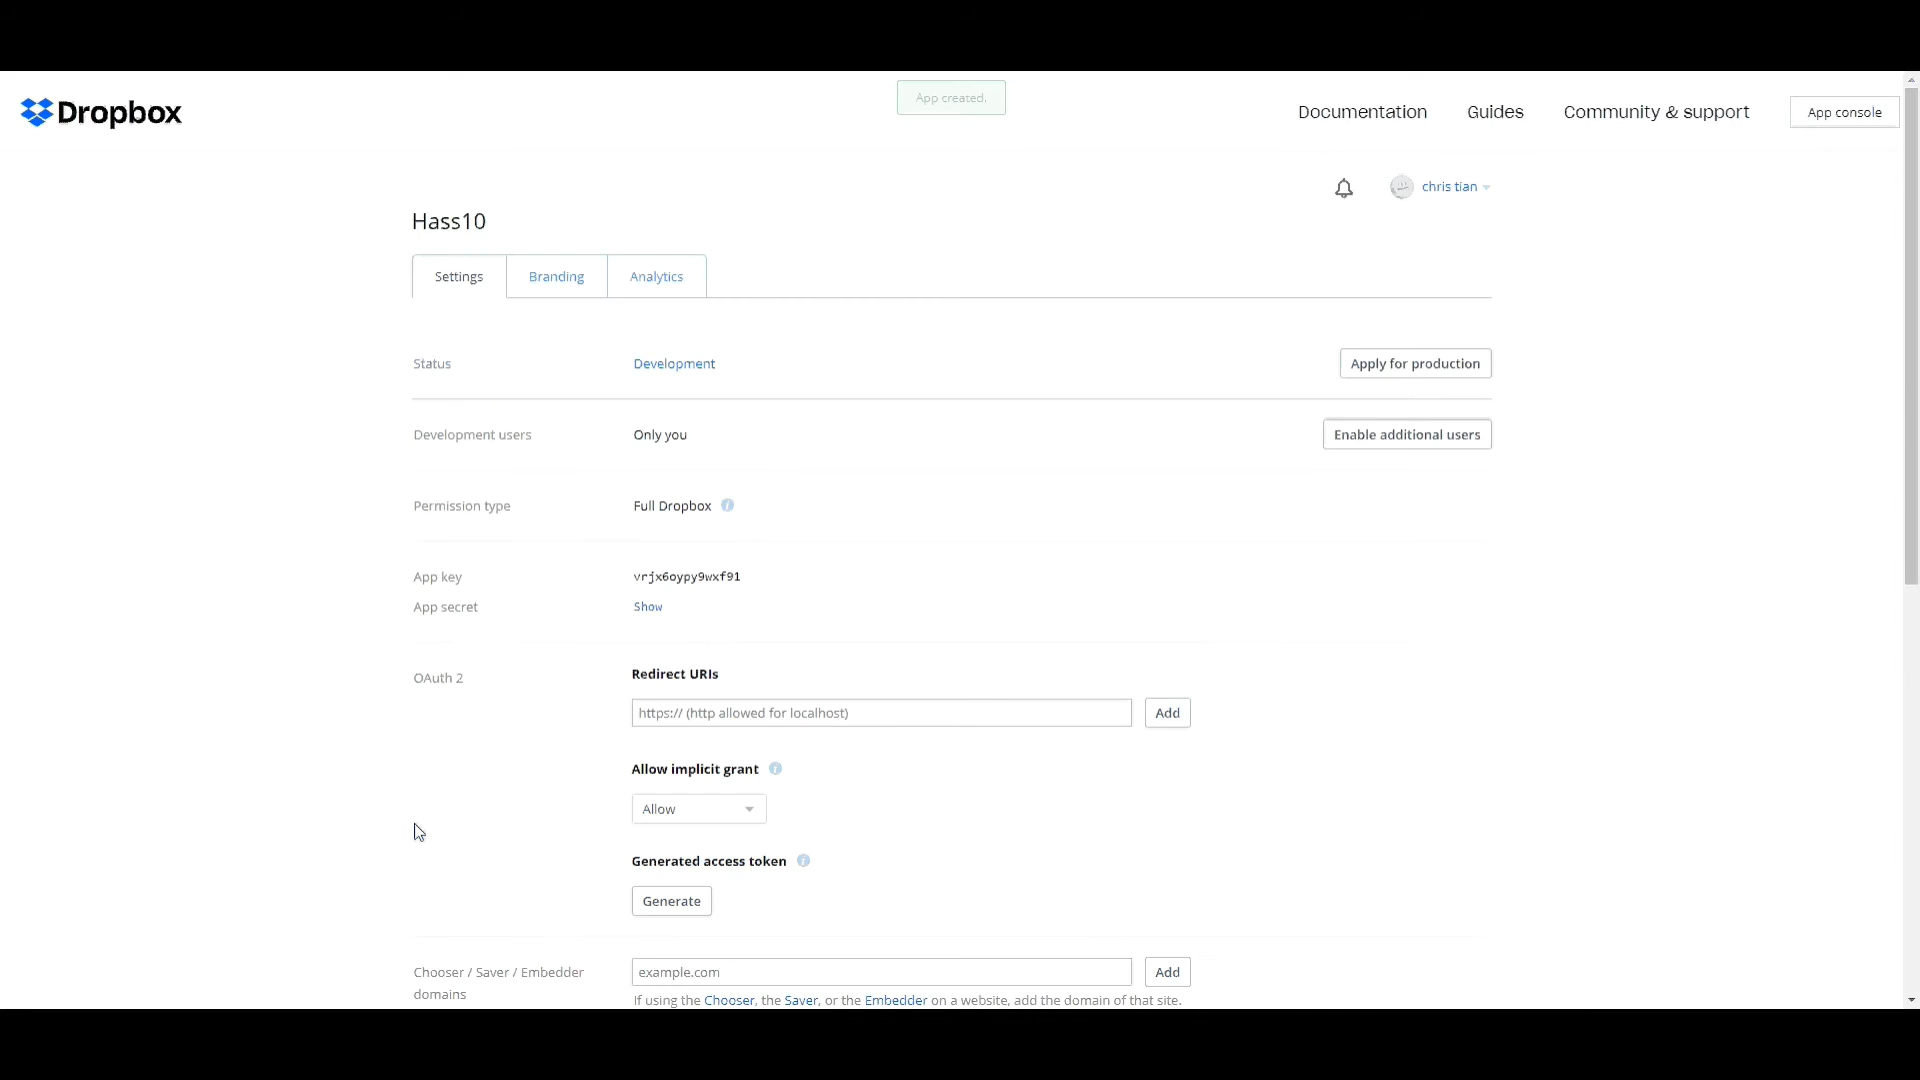 Dropbox
App created.
Documentation
Guides
Community & support
App console
chris tian
Hass10
Settings
Branding
Analytics
Status
Development
Apply for production
Development users
Only you
Enable additional users
Permission type
Full Dropbox
App key
vrjx6oypy9wxf91
App secret
Show
OAuth 2
Redirect URIs
https:// (http allowed for localhost)
Add
Allow implicit grant
Allow
Generated access token
Generate
Chooser / Saver / Embedder
domains
example.com
Add
If using the Chooser, the Saver, or the Embedder on a website, add the domain of that site.